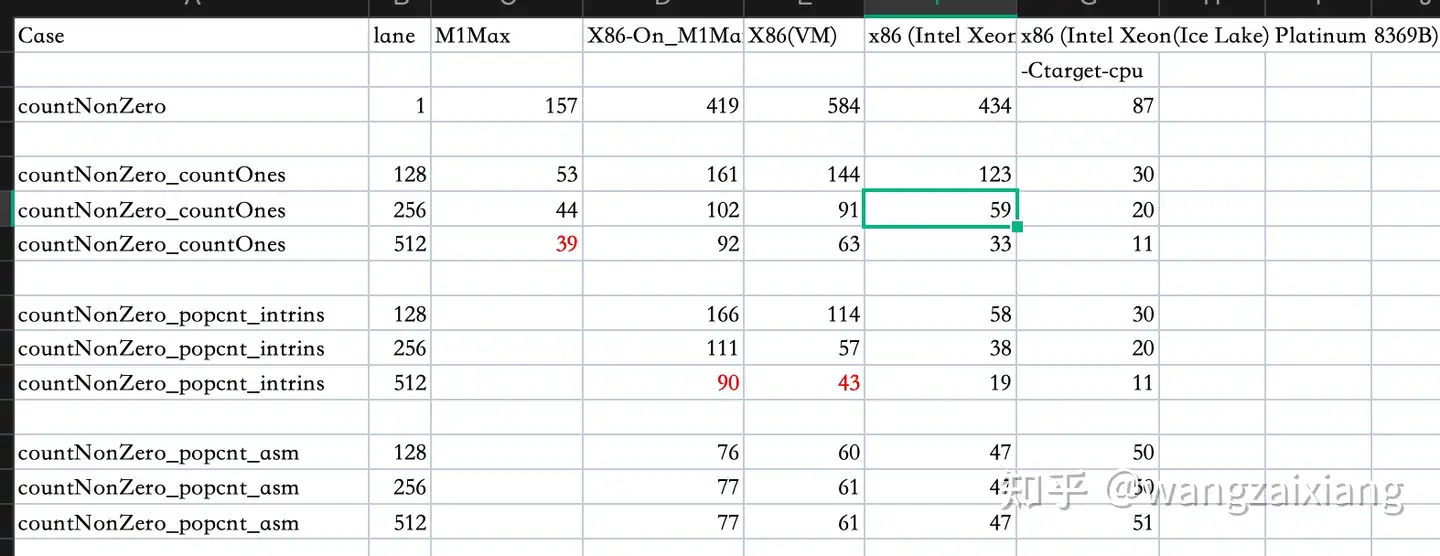 Case lane M1Max X86-On_M1Ma X86(VM) x86 (Intel Xeon x86 (Intel Xeon(Ice Lake) Platinum 8369B)
-Ctarget-cpu
countNonZero 1 157 419 584 434 87
countNonZero_countOnes 128 53 161 144 123 30
countNonZero_countOnes 256 44 102 91 59 20
countNonZero_countOnes 512 39 92 63 33 11
countNonZero_popcnt_intrins 128 166 114 58 30
countNonZero_popcnt_intrins 256 111 57 38 20
countNonZero_popcnt_intrins 512 90 43 19 11
countNonZero_popcnt_asm 128 76 60 47 50
countNonZero_popcnt_asm 256 77 61 47 50
countNonZero_popcnt_asm 512 77 61 47 51
知乎 @wangzaixiang